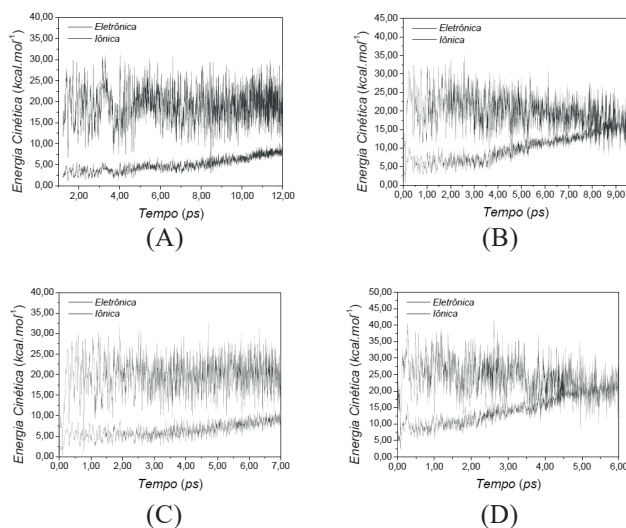 Energia Cinética (kcal.mol⁻¹)
40,00
35,00
30,00
25,00
20,00
15,00
10,00
5,00
0,00
Eletrônica
Iônica
2,00 4,00 6,00 8,00 10,00 12,00
Tempo (ps)
(A)
Energia Cinética (kcal.mol⁻¹)
45,00
40,00
35,00
30,00
25,00
20,00
15,00
10,00
5,00
0,00
Eletrônica
Iônica
0,00 1,00 2,00 3,00 4,00 5,00 6,00 7,00 8,00 9,00
Tempo (ps)
(B)
Energia Cinética (kcal.mol⁻¹)
40,00
35,00
30,00
25,00
20,00
15,00
10,00
5,00
0,00
Eletrônica
Iônica
0,00 1,00 2,00 3,00 4,00 5,00 6,00 7,00
Tempo (ps)
(C)
Energia Cinética (kcal.mol⁻¹)
50,00
45,00
40,00
35,00
30,00
25,00
20,00
15,00
10,00
5,00
0,00
Eletrônica
Iônica
0,00 1,00 2,00 3,00 4,00 5,00 6,00
Tempo (ps)
(D)